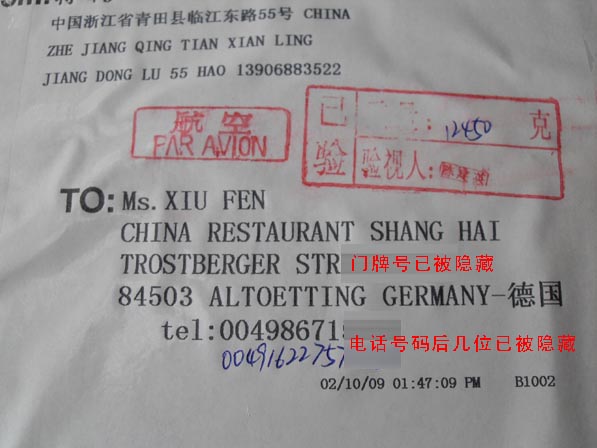 中国浙江省青田县临江东路55号 CHINA
ZHE JIANG QING TIAN XIAN LING
JIANG DONG LU 55 HAO 13906883522
航空
PAR AVION
已验
12450 克
验视人:
TO: Ms. XIU FEN
CHINA RESTAURANT SHANG HAI
TROSTBERGER STR 门牌号已被隐藏
84503 ALTOETTING GERMANY-德国
tel:00498671
电话号码后几位已被隐藏
00491622757
02/10/09 01:47:09 PM B1002